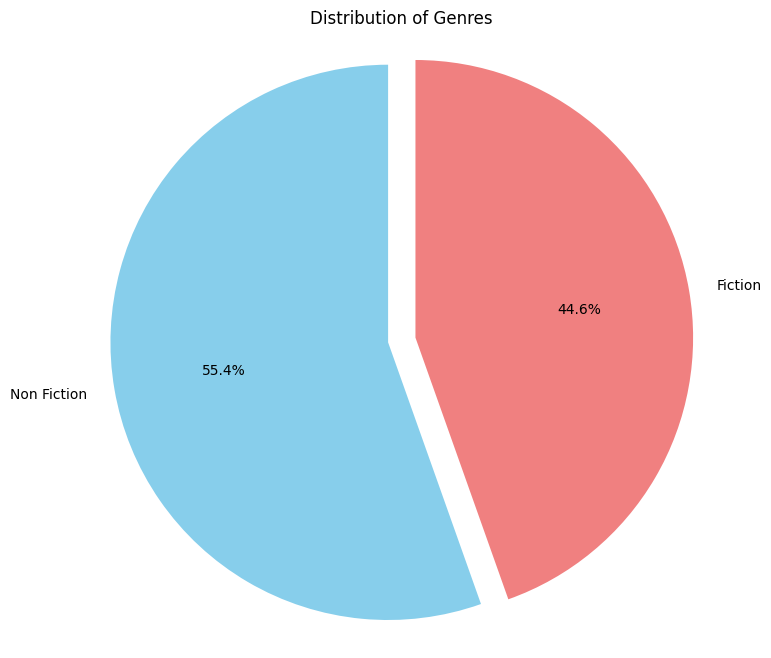 Distribution of Genres
Fiction
44.6%
55.4%
Non Fiction